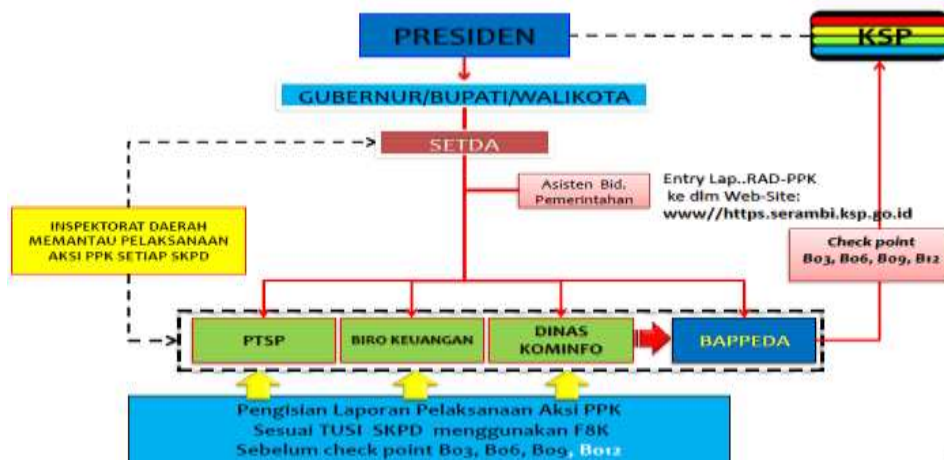 PRESIDEN
KSP
GUBERNUR/BUPATI/WALIKOTA
SETDA
Asisten Bid.
Pemerintahan
Entry Lap..RAD-PPK
ke dlm Web-Site:
www//https.serambi.ksp.go.id
INSPEKTORAT DAERAH
MEMANTAU PELAKSANAAN
AKSI PPK SETIAP SKPD
Check point
B03, B06, B09, B12
PTSP
BIRO KEUANGAN
DINAS
KOMINFO
BAPPEDA
Pengisian Laporan Pelaksanaan Aksi PPK
Sesuai TUSI SKPD menggunakan F8K
Sebelum check point B03, B06, B09, B012